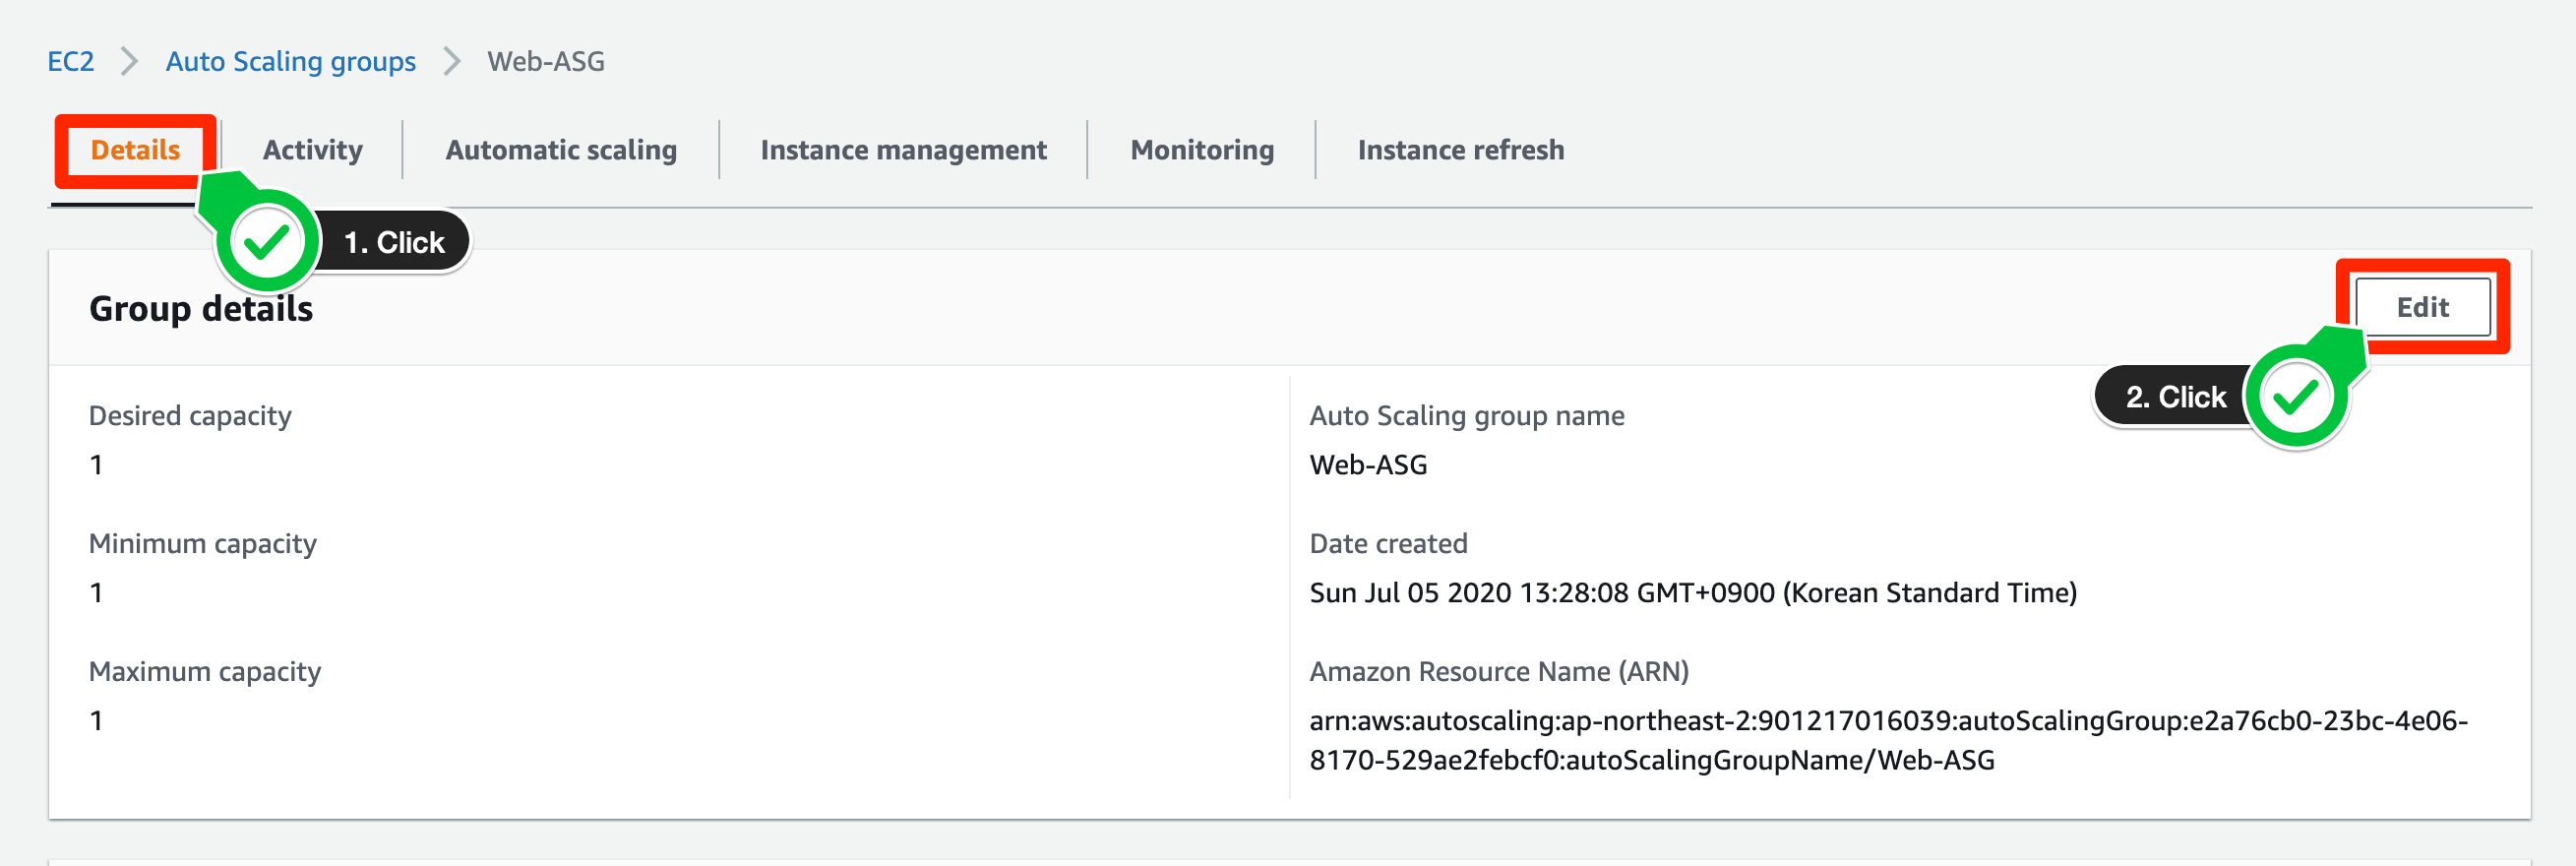 EC2 > Auto Scaling groups > Web-ASG
Details Activity Automatic scaling Instance management Monitoring Instance refresh
1. Click
Group details Edit
2. Click
Desired capacity
1
Minimum capacity
1
Maximum capacity
1
Auto Scaling group name
Web-ASG
Date created
Sun Jul 05 2020 13:28:08 GMT+0900 (Korean Standard Time)
Amazon Resource Name (ARN)
arn:aws:autoscaling:ap-northeast-2:901217016039:autoScalingGroup:e2a76cb0-23bc-4e06-
8170-529ae2febcf0:autoScalingGroupName/Web-ASG